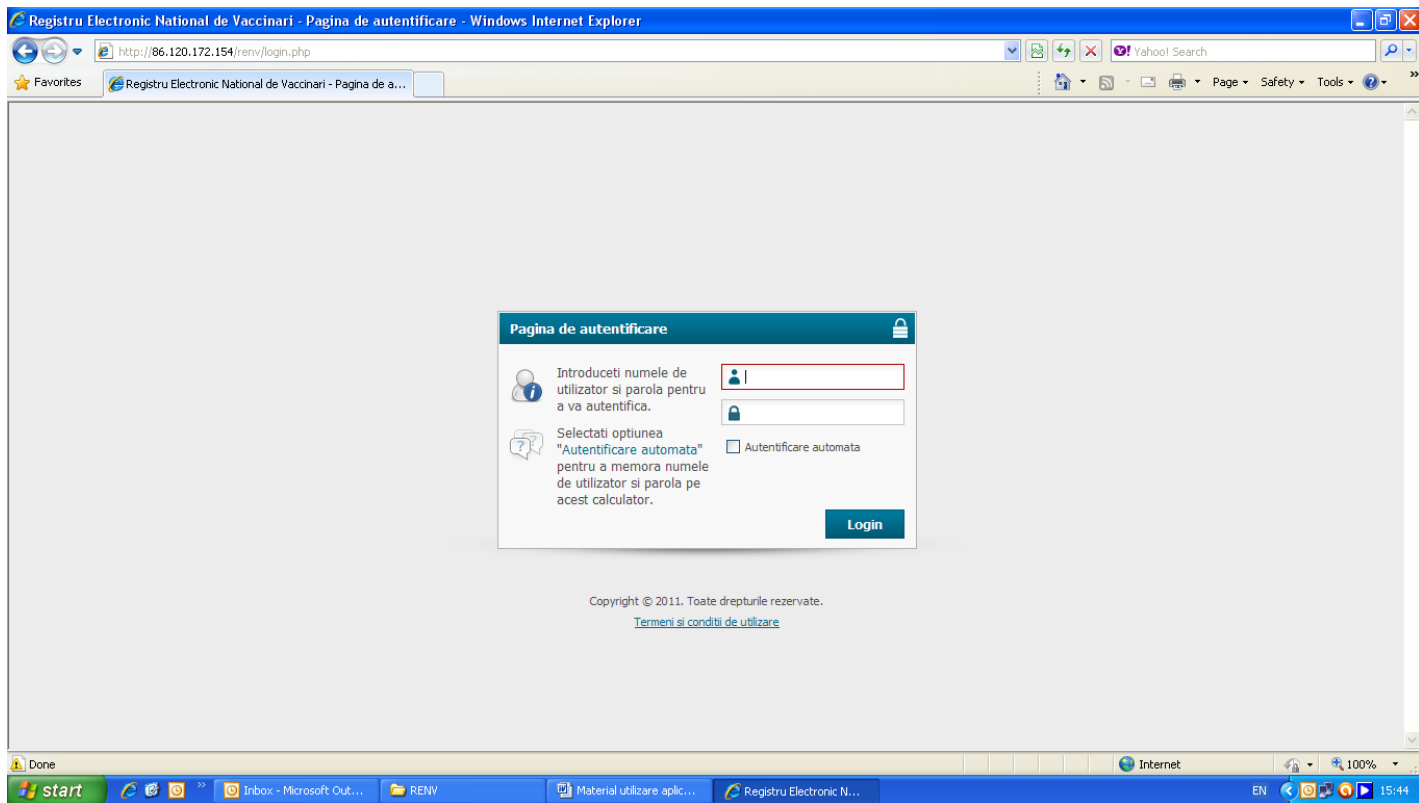 Registru Electronic National de Vaccinari - Pagina de autentificare - Windows Internet Explorer
http://86.120.172.154/renv/login.php
Yahoo! Search
Favorites
Registru Electronic National de Vaccinari - Pagina de a...
Page
Safety
Tools
»
Pagina de autentificare
Introduceti numele de
utilizator si parola pentru
a va autentifica.
Selectati optiunea
"Autentificare automata"
pentru a memora numele
de utilizator si parola pe
acest calculator.
Autentificare automata
Login
Copyright © 2011. Toate drepturile rezervate.
Termeni si conditii de utilizare
Done
Internet
100%
start
»
Inbox - Microsoft Out...
RENV
Material utilizare aplic...
Registru Electronic N...
EN
15:44